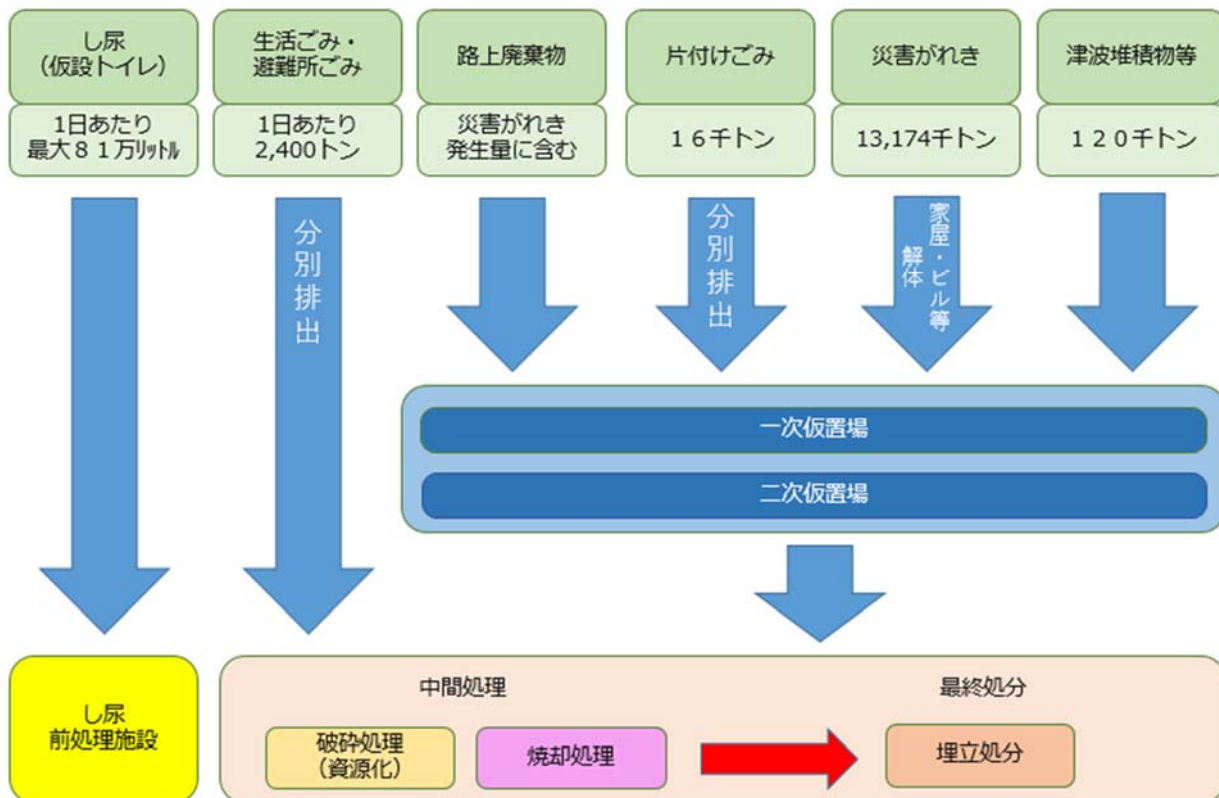 し尿
（仮設トイレ）
生活ごみ・
避難所ごみ
路上廃棄物
片付けごみ
災害がれき
津波堆積物等
1日あたり
最大８１万リットル
1日あたり
2,400トン
災害がれき
発生量に含む
１６千トン
13,174千トン
１２０千トン
分別排出
分別排出
家屋・ビル等
解体
一次仮置場
二次仮置場
し尿
前処理施設
中間処理
最終処分
破砕処理
（資源化）
焼却処理
埋立処分